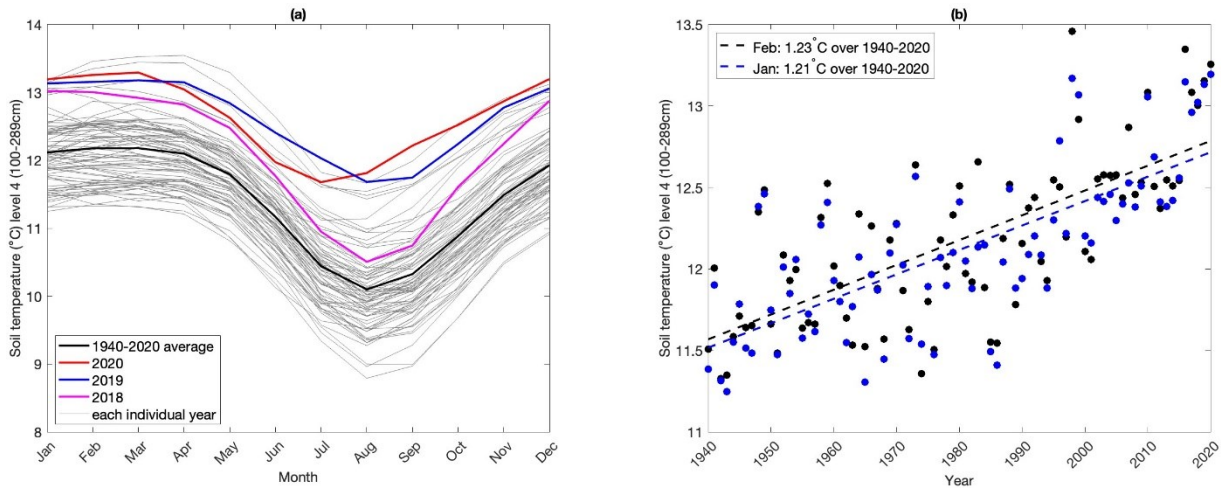 (a)
Soil temperature (°C) level 4 (100-289cm)
14
13
12
11
10
9
8
1940-2020 average
2020
2019
2018
each individual year
Jan
Feb
Mar
Apr
May
Jun
Jul
Aug
Sep
Oct
Nov
Dec
Month
(b)
Soil temperature (°C) level 4 (100-289cm)
13.5
13
12.5
12
11.5
11
Feb: 1.23°C over 1940-2020
Jan: 1.21°C over 1940-2020
1940
1950
1960
1970
1980
1990
2000
2010
2020
Year